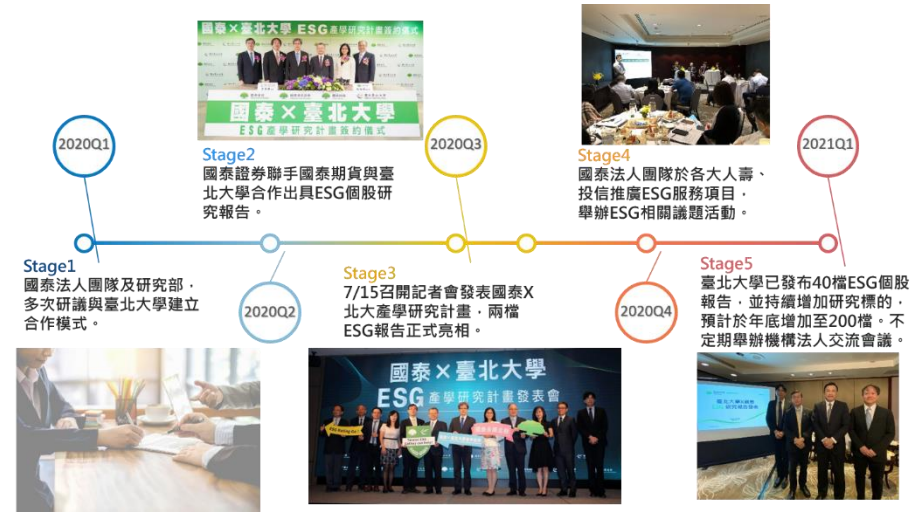 國泰×臺北大學 ESG產學研究計畫簽約儀式
國泰×臺北大學
ESG產學研究計畫簽約儀式
2020Q1
Stage2
國泰證券聯手國泰期貨與臺
北大學合作出具ESG個股研
究報告。
2020Q3
Stage4
國泰法人團隊於各大人壽、
投信推廣ESG服務項目，
舉辦ESG相關議題活動。
2021Q1
Stage1
國泰法人團隊及研究部，
多次研議與臺北大學建立
合作模式。
2020Q2
Stage3
7/15召開記者會發表國泰X
北大產學研究計畫，兩檔
ESG報告正式亮相。
2020Q4
Stage5
臺北大學已發布40檔ESG個股
報告，並持續增加研究標的，
預計於年底增加至200檔。不
定期舉辦機構法人交流會議。
國泰×臺北大學
ESG產學研究計畫發表會